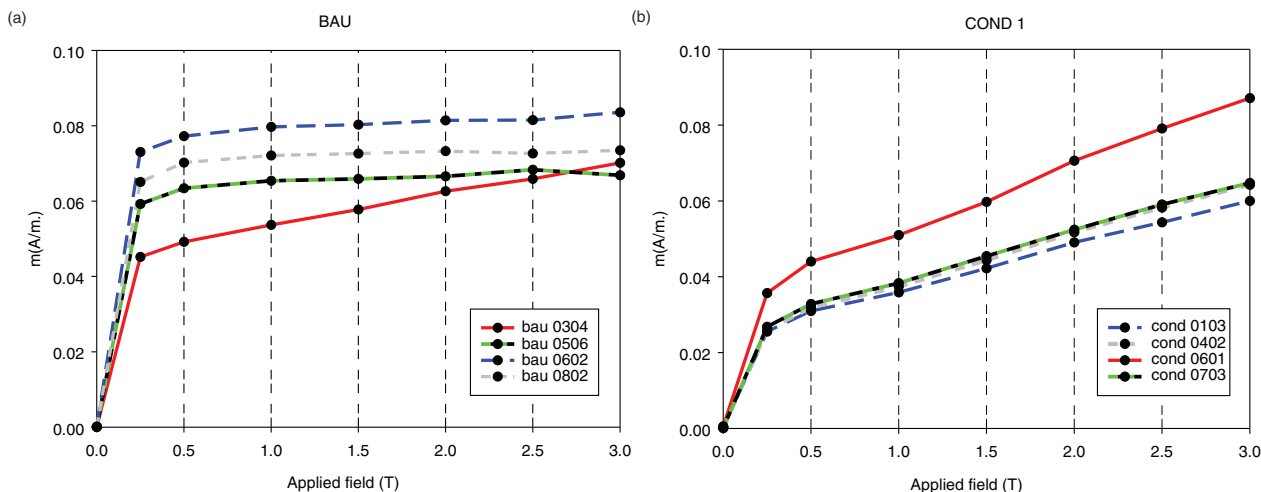 (a)
BAU
0.10
0.08
0.06
0.04
0.02
0.00
m(A/m.)
0.0 0.5 1.0 1.5 2.0 2.5 3.0
Applied field (T)
bau 0304
bau 0506
bau 0602
bau 0802
(b)
COND 1
0.10
0.08
0.06
0.04
0.02
0.00
m(A/m.)
0.0 0.5 1.0 1.5 2.0 2.5 3.0
Applied field (T)
cond 0103
cond 0402
cond 0601
cond 0703